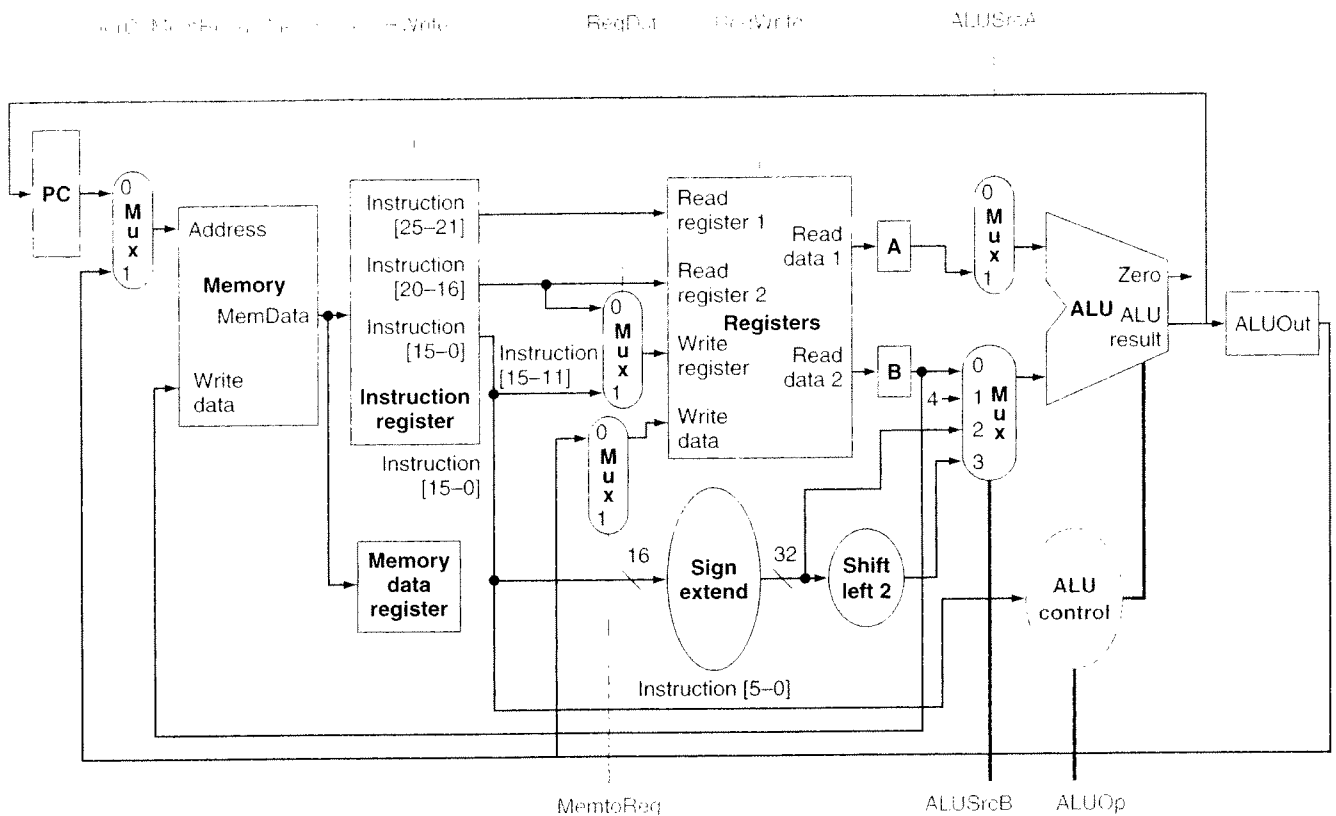 RegDst
RegWrite
ALUSrcA
PC
0
M
u
x
1
Address
Memory
MemData
Write
data
Instruction
[25–21]
Instruction
[20–16]
Instruction
[15–0]
Instruction
register
Instruction
[15–0]
Instruction
[15–11]
Memory
data
register
0
M
u
x
1
0
M
u
x
1
Read
register 1
Read
register 2
Registers
Write
register
Write
data
Read
data 1
Read
data 2
A
B
4
0
M
u
x
1
0
1
2
3
M
u
x
Zero
ALU
ALU
result
ALUOut
16
Sign
extend
32
Shift
left 2
ALU
control
Instruction [5–0]
MemtoReg
ALUSrcB
ALUOp